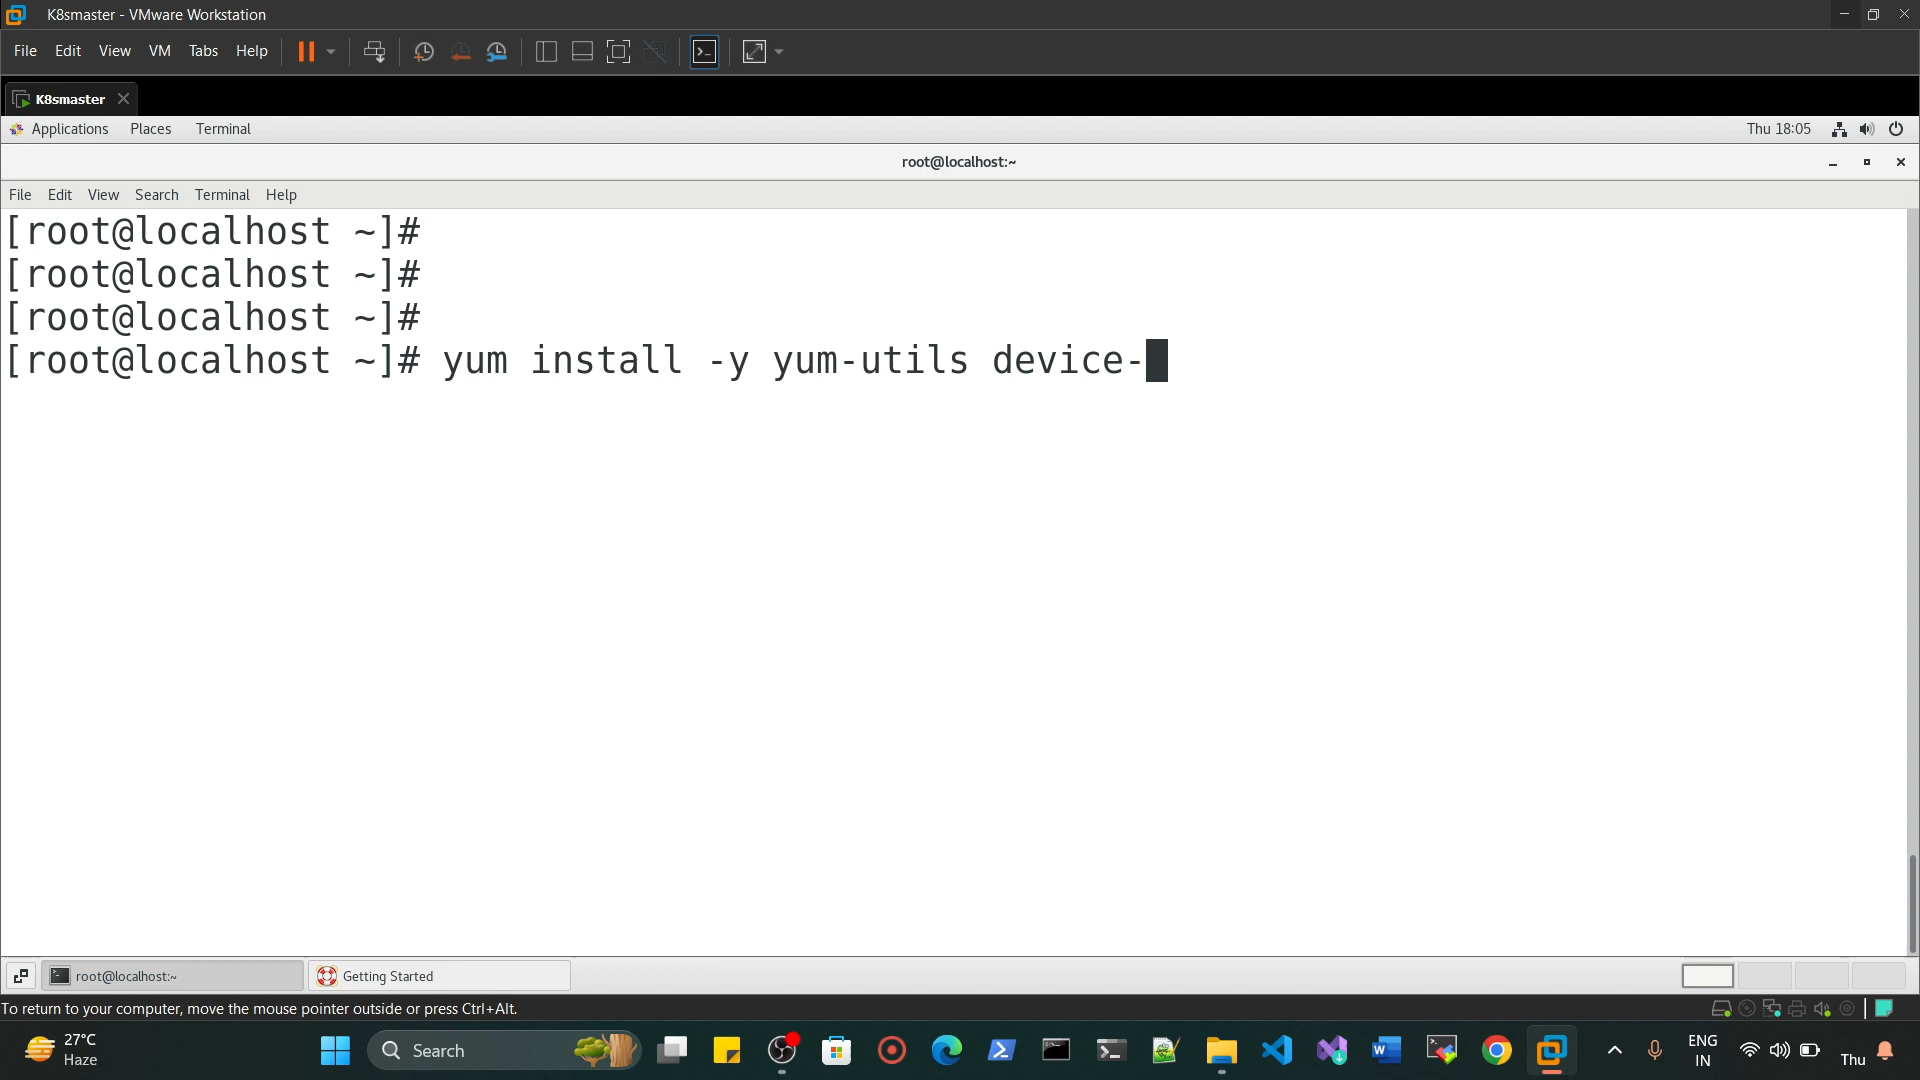 K8smaster - VMware Workstation
File Edit View VM Tabs Help
K8smaster
Applications Places Terminal Thu 18:05
root@localhost:~
File Edit View Search Terminal Help
[root@localhost ~]#
[root@localhost ~]#
[root@localhost ~]#
[root@localhost ~]# yum install -y yum-utils device-
root@localhost:~ Getting Started
To return to your computer, move the mouse pointer outside or press Ctrl+Alt.
27°C
Haze
Search
ENG
IN
Thu